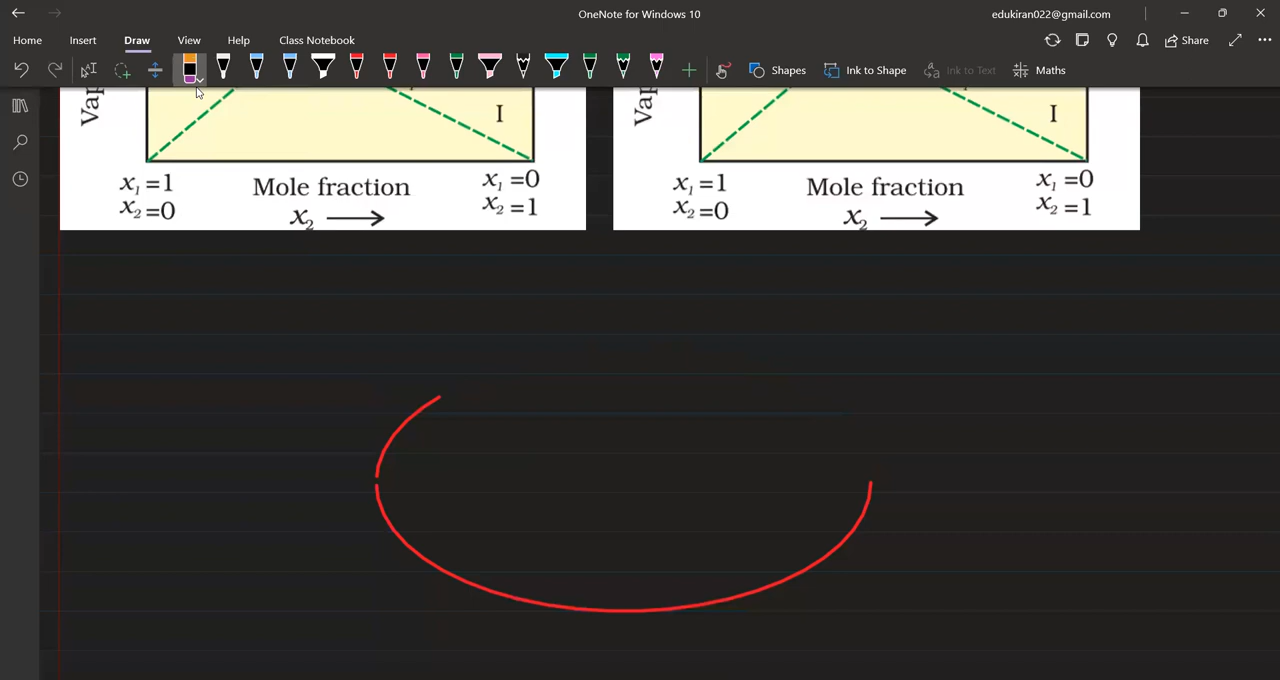 OneNote for Windows 10
edukiran022@gmail.com
Home Insert Draw View Help Class Notebook
Share
Shapes Ink to Shape Ink to Text Maths
I
I
x₁ =1 x₁ =0
x₂ =0 Mole fraction x₂ =1
x₂ ⟶
x₁ =1 x₁ =0
x₂ =0 Mole fraction x₂ =1
x₂ ⟶